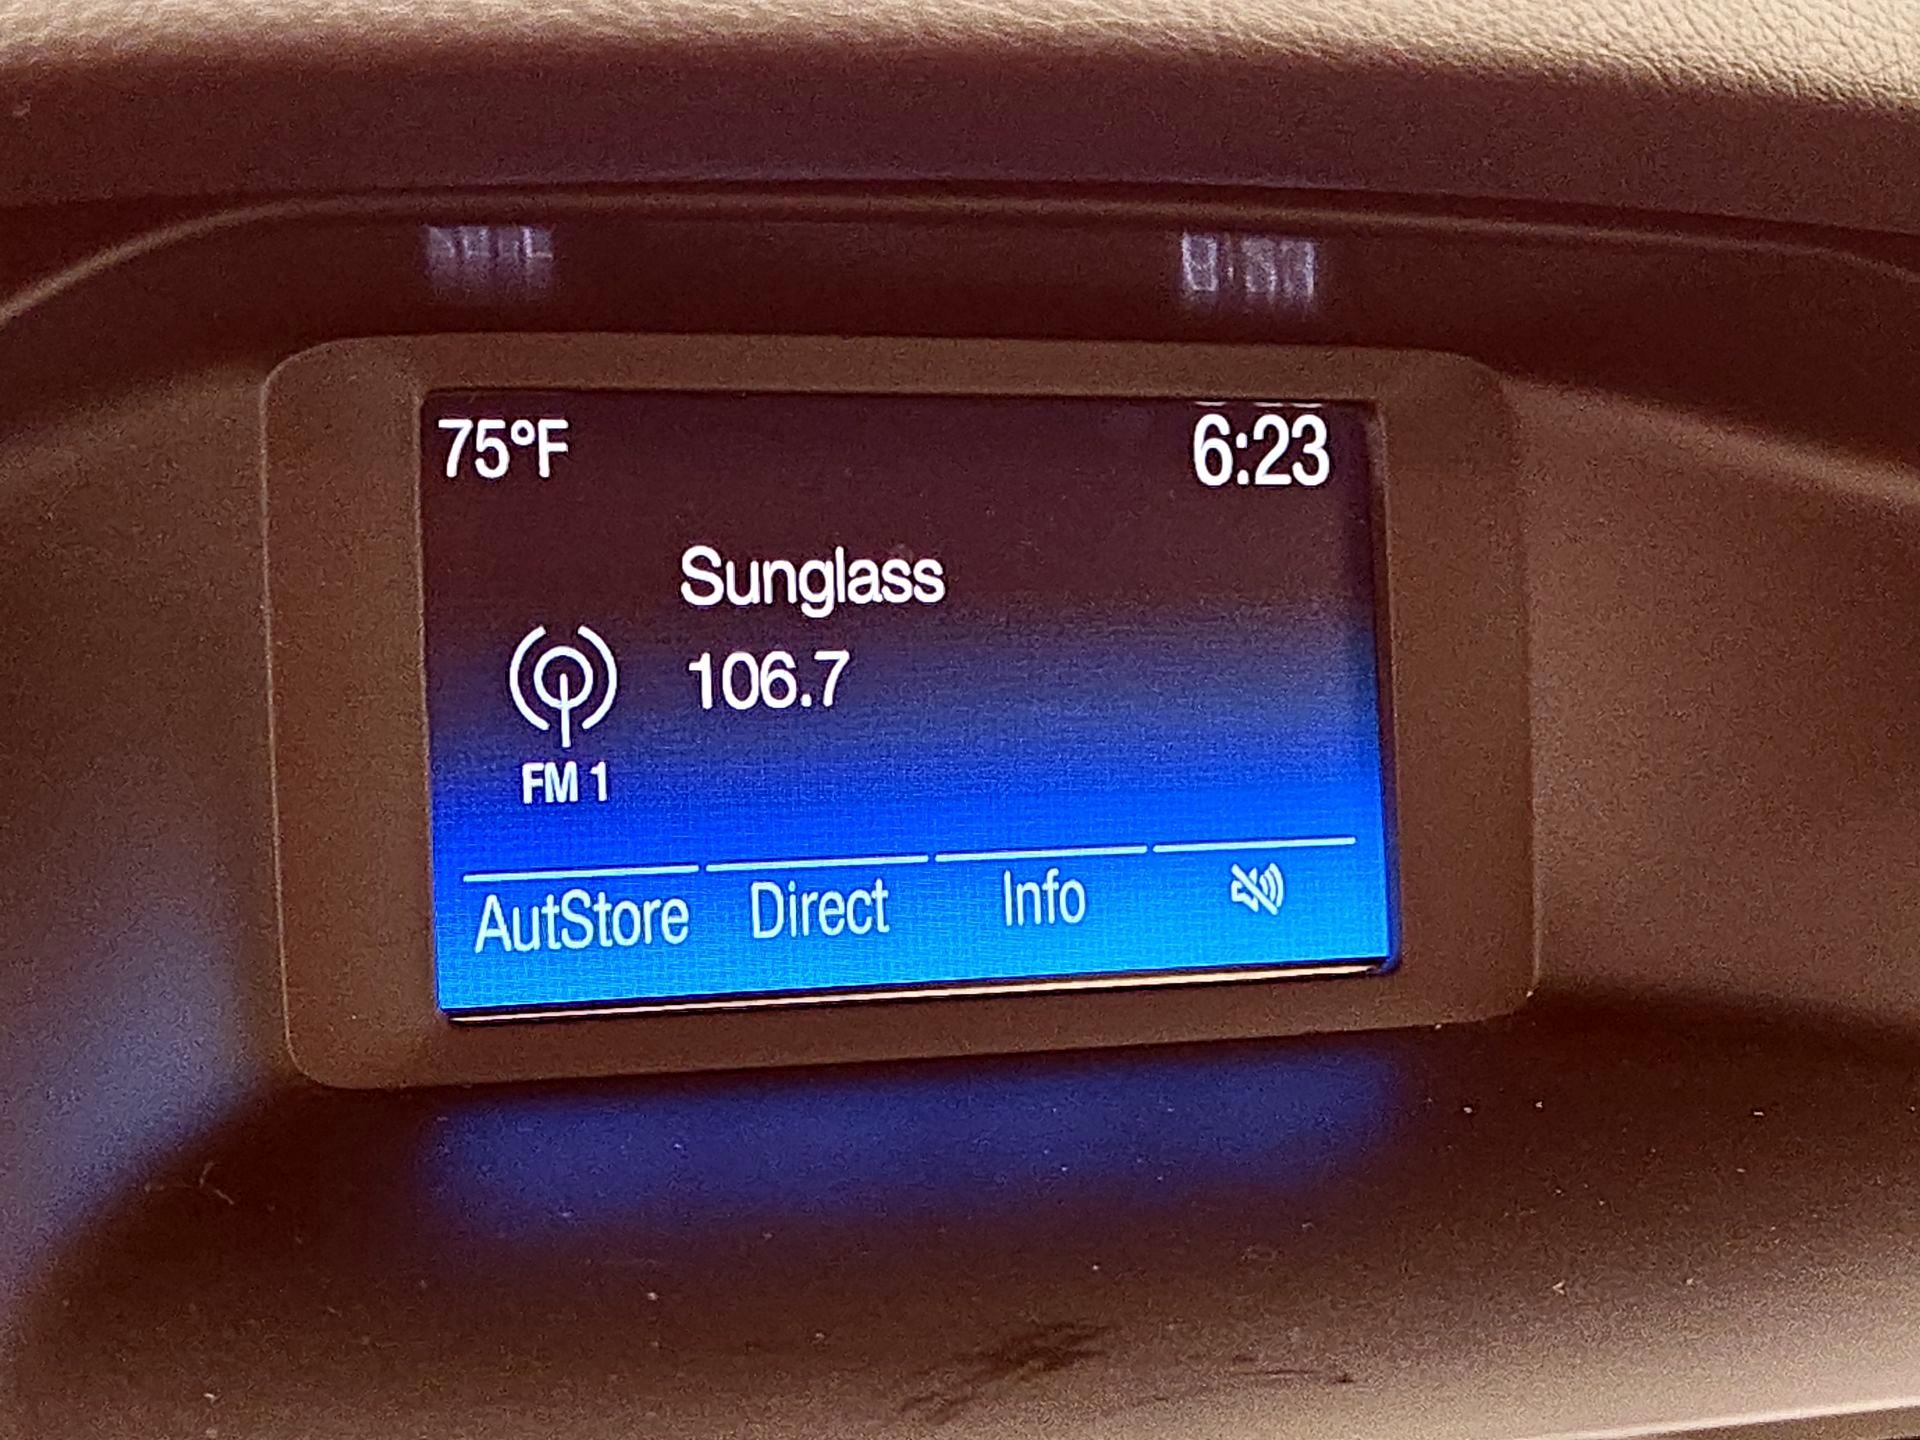 75°F
6:23
Sunglass
106.7
FM 1
AutStore
Direct
Info